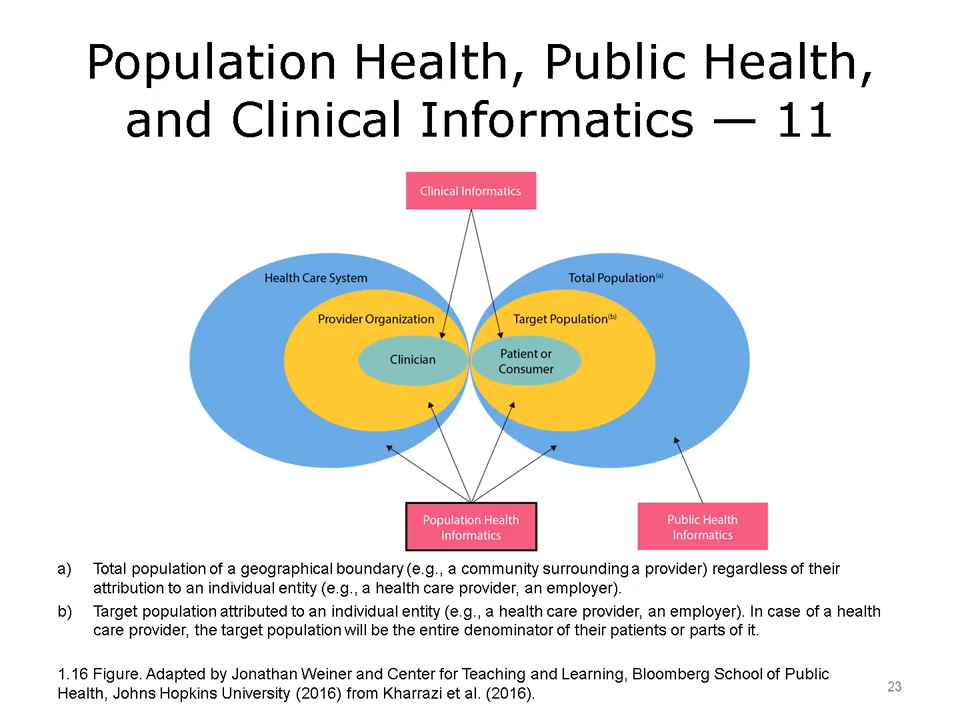 Population Health, Public Health,
and Clinical Informatics — 11
Clinical Informatics
Health Care System
Total Population(a)
Provider Organization
Target Population(b)
Clinician
Patient or
Consumer
Population Health
Informatics
Public Health
Informatics
a) Total population of a geographical boundary (e.g., a community surrounding a provider) regardless of their
attribution to an individual entity (e.g., a health care provider, an employer).
b) Target population attributed to an individual entity (e.g., a health care provider, an employer). In case of a health
care provider, the target population will be the entire denominator of their patients or parts of it.
1.16 Figure. Adapted by Jonathan Weiner and Center for Teaching and Learning, Bloomberg School of Public
Health, Johns Hopkins University (2016) from Kharrazi et al. (2016).
23